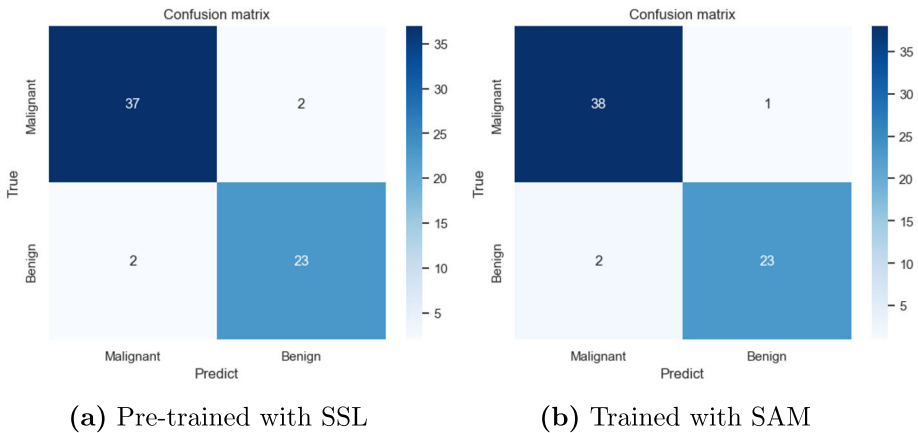 Confusion matrix
Malignant
Benign
True
37
2
2
23
Malignant
Benign
Predict
35
30
25
20
15
10
5
(a) Pre-trained with SSL
Confusion matrix
Malignant
Benign
True
38
1
2
23
Malignant
Benign
Predict
35
30
25
20
15
10
5
(b) Trained with SAM